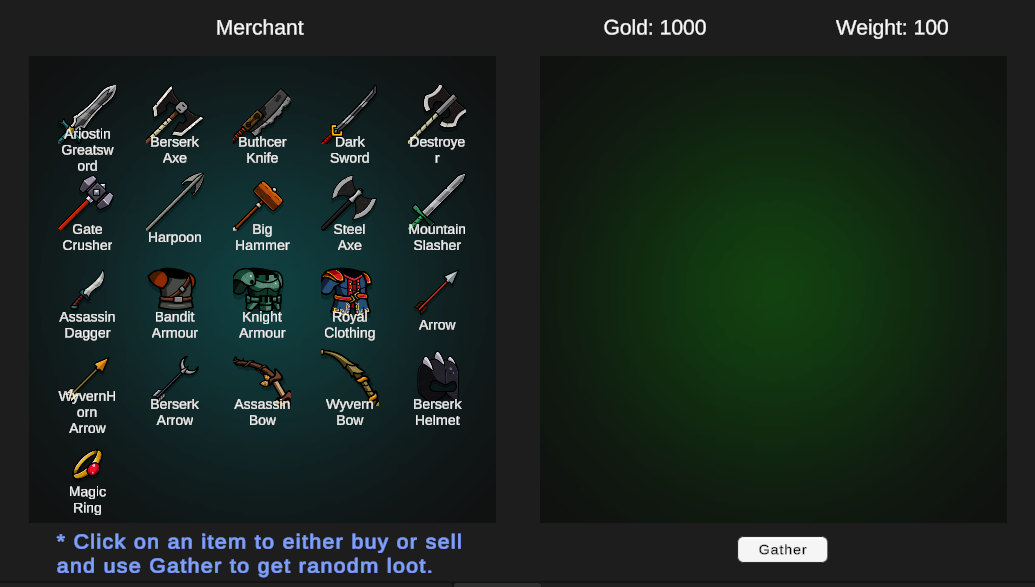 Merchant
Gold: 1000
Weight: 100
Ariostin
Greatsw
ord
Berserk
Axe
Buthcer
Knife
Dark
Sword
Destroye
r
Gate
Crusher
Harpoon
Big
Hammer
Steel
Axe
Mountain
Slasher
Assassin
Dagger
Bandit
Armour
Knight
Armour
Royal
Clothing
Arrow
WyvernH
orn
Arrow
Berserk
Arrow
Assassin
Bow
Wyvern
Bow
Berserk
Helmet
Magic
Ring
* Click on an item to either buy or sell
and use Gather to get ranodm loot.
Gather